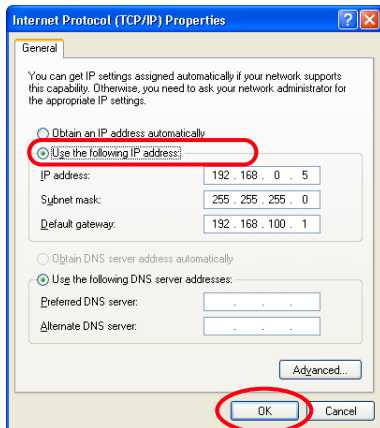 Internet Protocol (TCP/IP) Properties
General
You can get IP settings assigned automatically if your network supports
this capability. Otherwise, you need to ask your network administrator for
the appropriate IP settings.
Obtain an IP address automatically
Use the following IP address:
IP address: 192 . 168 . 0 . 5
Subnet mask: 255 . 255 . 255 . 0
Default gateway: 192 . 168 . 100 . 1
Obtain DNS server address automatically
Use the following DNS server addresses:
Preferred DNS server: . . .
Alternate DNS server: . . .
Advanced...
OK Cancel